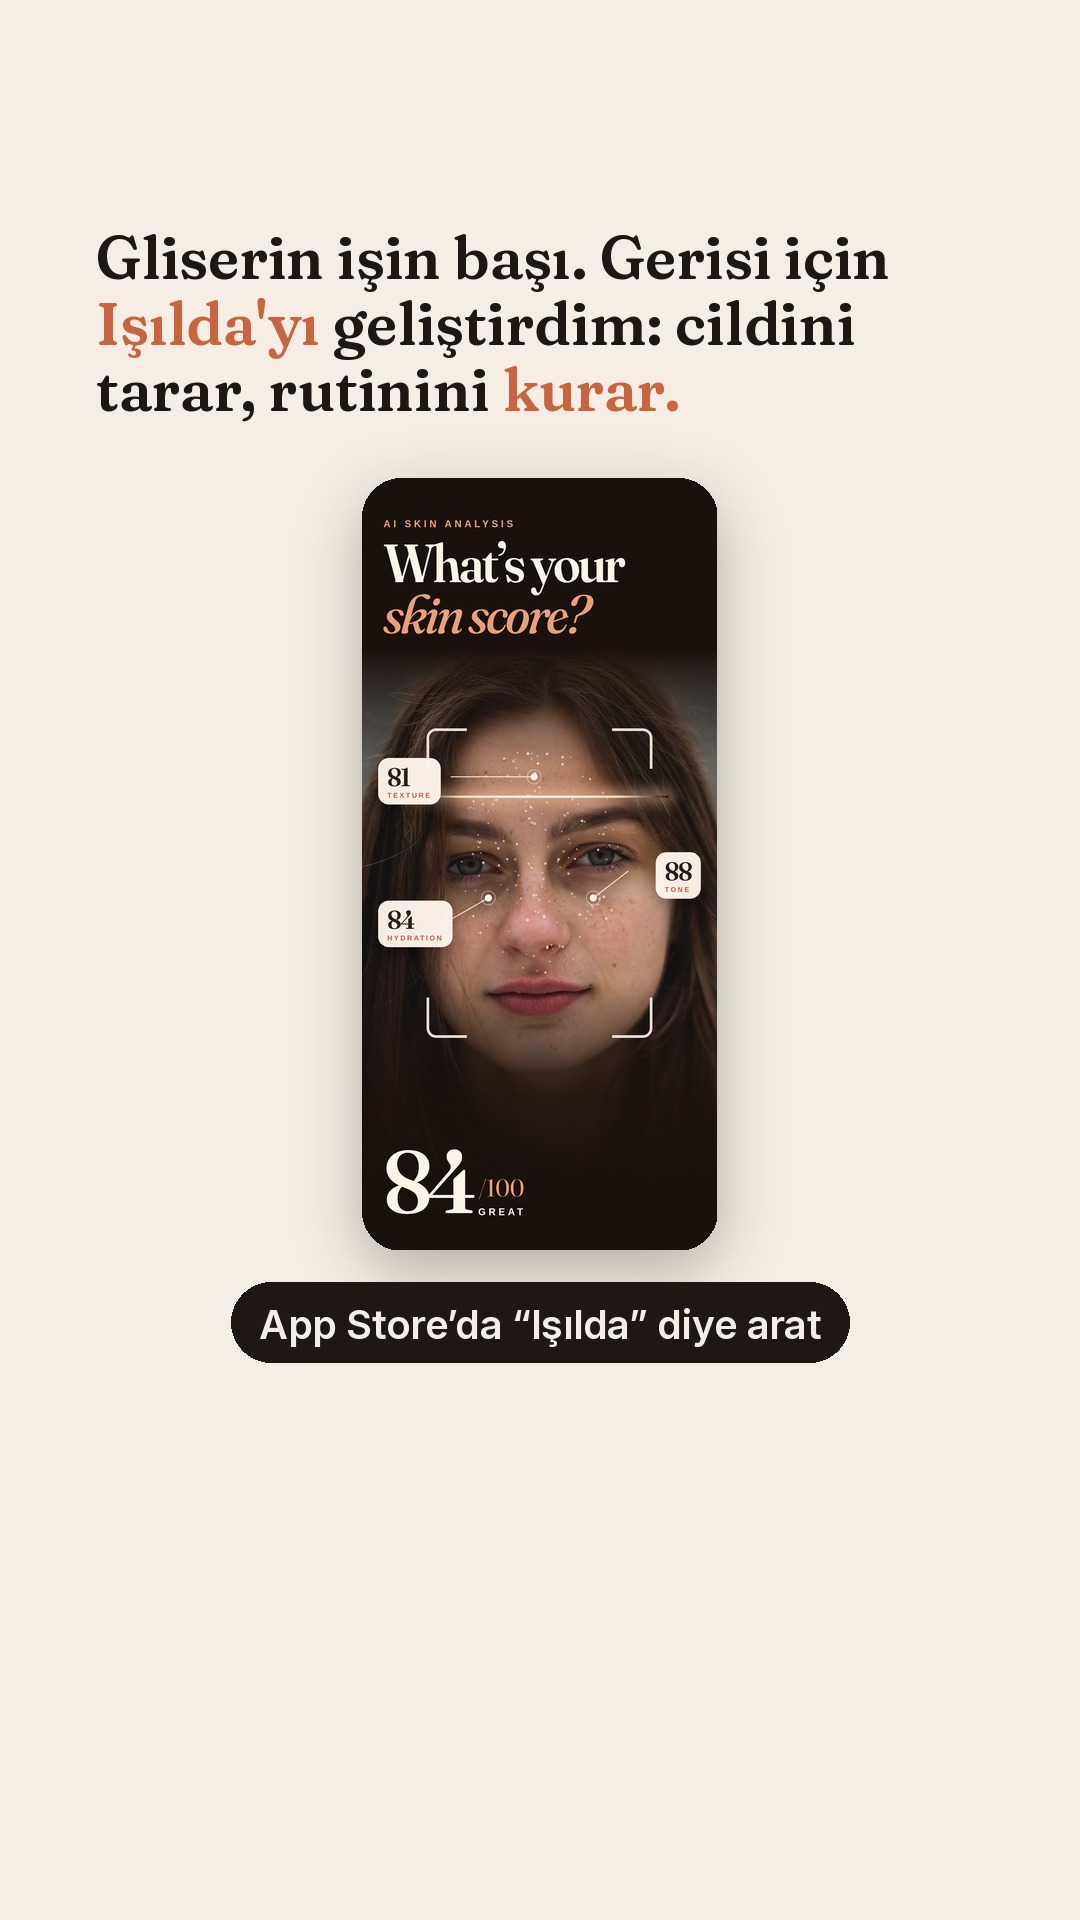 Gliserin işin başı. Gerisi için
Işılda'yı geliştirdim: cildini
tarar, rutinini kurar.
AI SKIN ANALYSIS
What’s your
skin score?
81
TEXTURE
88
TONE
84
HYDRATION
84 /100
GREAT
App Store’da “Işılda” diye arat